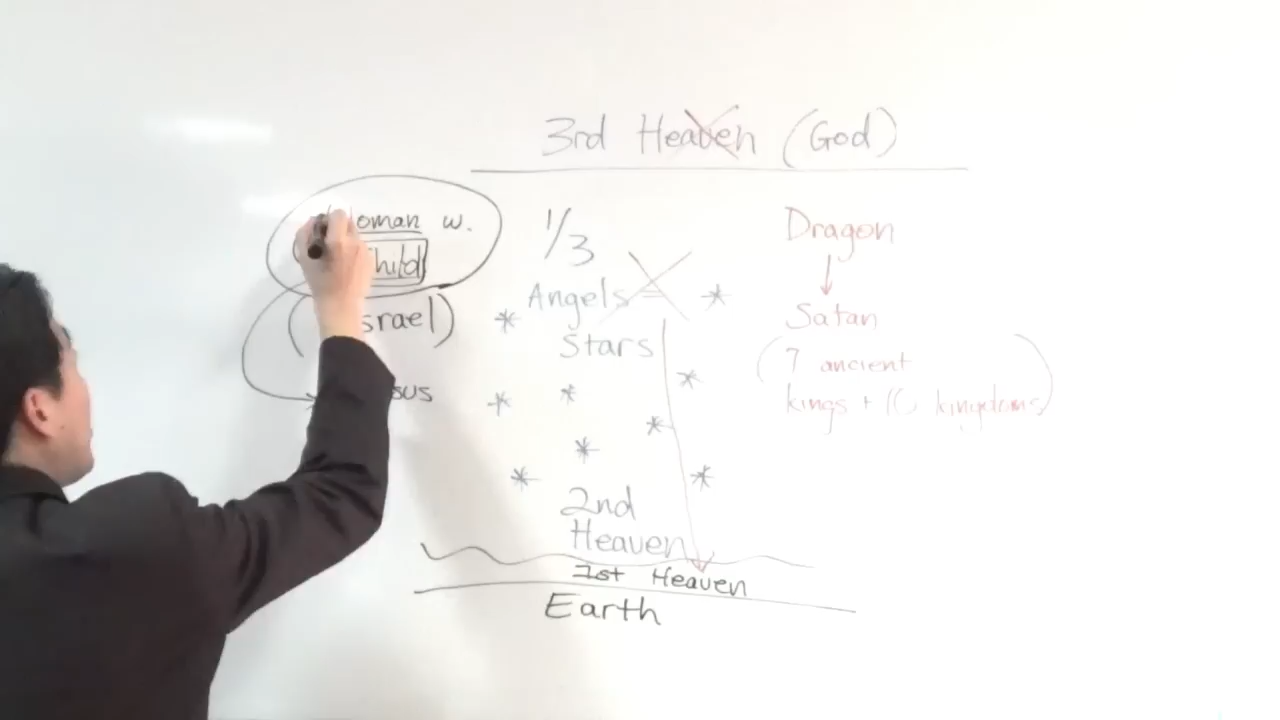 3rd Heaven (God)
Woman w.
Child
(Israel)
1/3
Angels
Stars
Dragon
Satan
(7 ancient
kings + 10 kingdoms)
2nd
Heaven
1st Heaven
Earth